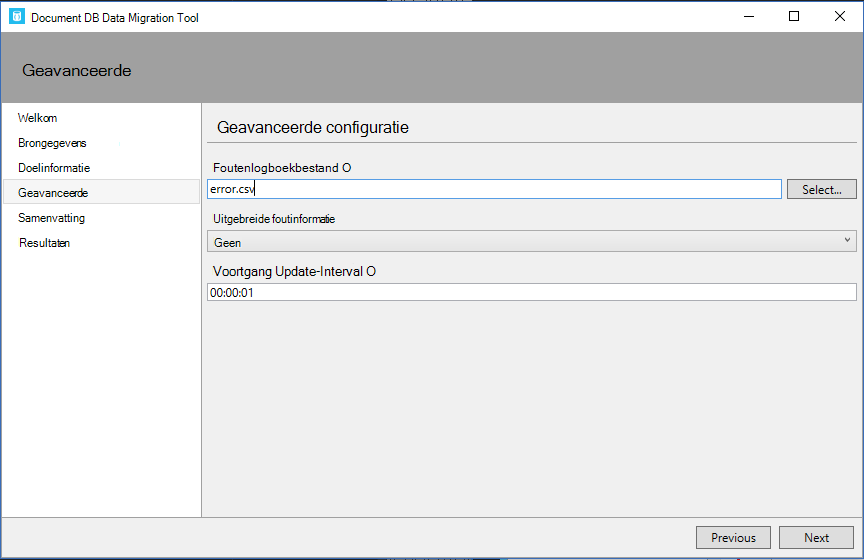 Document DB Data Migration Tool
Geavanceerde
Welkom
Brongegevens
Doelinformatie
Geavanceerde
Samenvatting
Resultaten
Geavanceerde configuratie
Foutenlogboekbestand O
error.csv
Select...
Uitgebreide foutinformatie
Geen
Voortgang Update-Interval O
00:00:01
Previous
Next